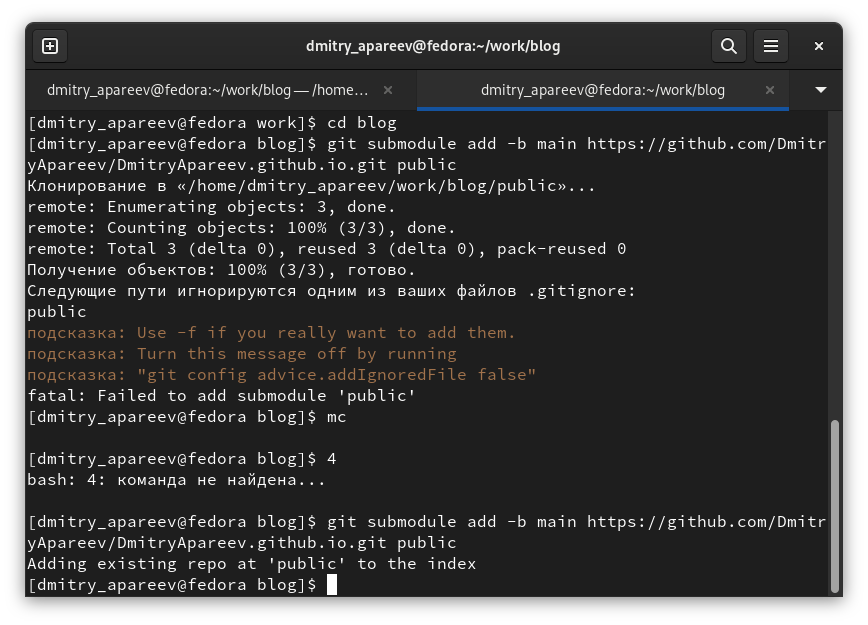 dmitry_apareev@fedora:~/work/blog
dmitry_apareev@fedora:~/work/blog — /home...
dmitry_apareev@fedora:~/work/blog
[dmitry_apareev@fedora work]$ cd blog
[dmitry_apareev@fedora blog]$ git submodule add -b main https://github.com/Dmitr
yApareev/DmitryApareev.github.io.git public
Клонирование в «/home/dmitry_apareev/work/blog/public»...
remote: Enumerating objects: 3, done.
remote: Counting objects: 100% (3/3), done.
remote: Total 3 (delta 0), reused 3 (delta 0), pack-reused 0
Получение объектов: 100% (3/3), готово.
Следующие пути игнорируются одним из ваших файлов .gitignore:
public
подсказка: Use -f if you really want to add them.
подсказка: Turn this message off by running
подсказка: "git config advice.addIgnoredFile false"
fatal: Failed to add submodule 'public'
[dmitry_apareev@fedora blog]$ mc
[dmitry_apareev@fedora blog]$ 4
bash: 4: команда не найдена...
[dmitry_apareev@fedora blog]$ git submodule add -b main https://github.com/Dmitr
yApareev/DmitryApareev.github.io.git public
Adding existing repo at 'public' to the index
[dmitry_apareev@fedora blog]$